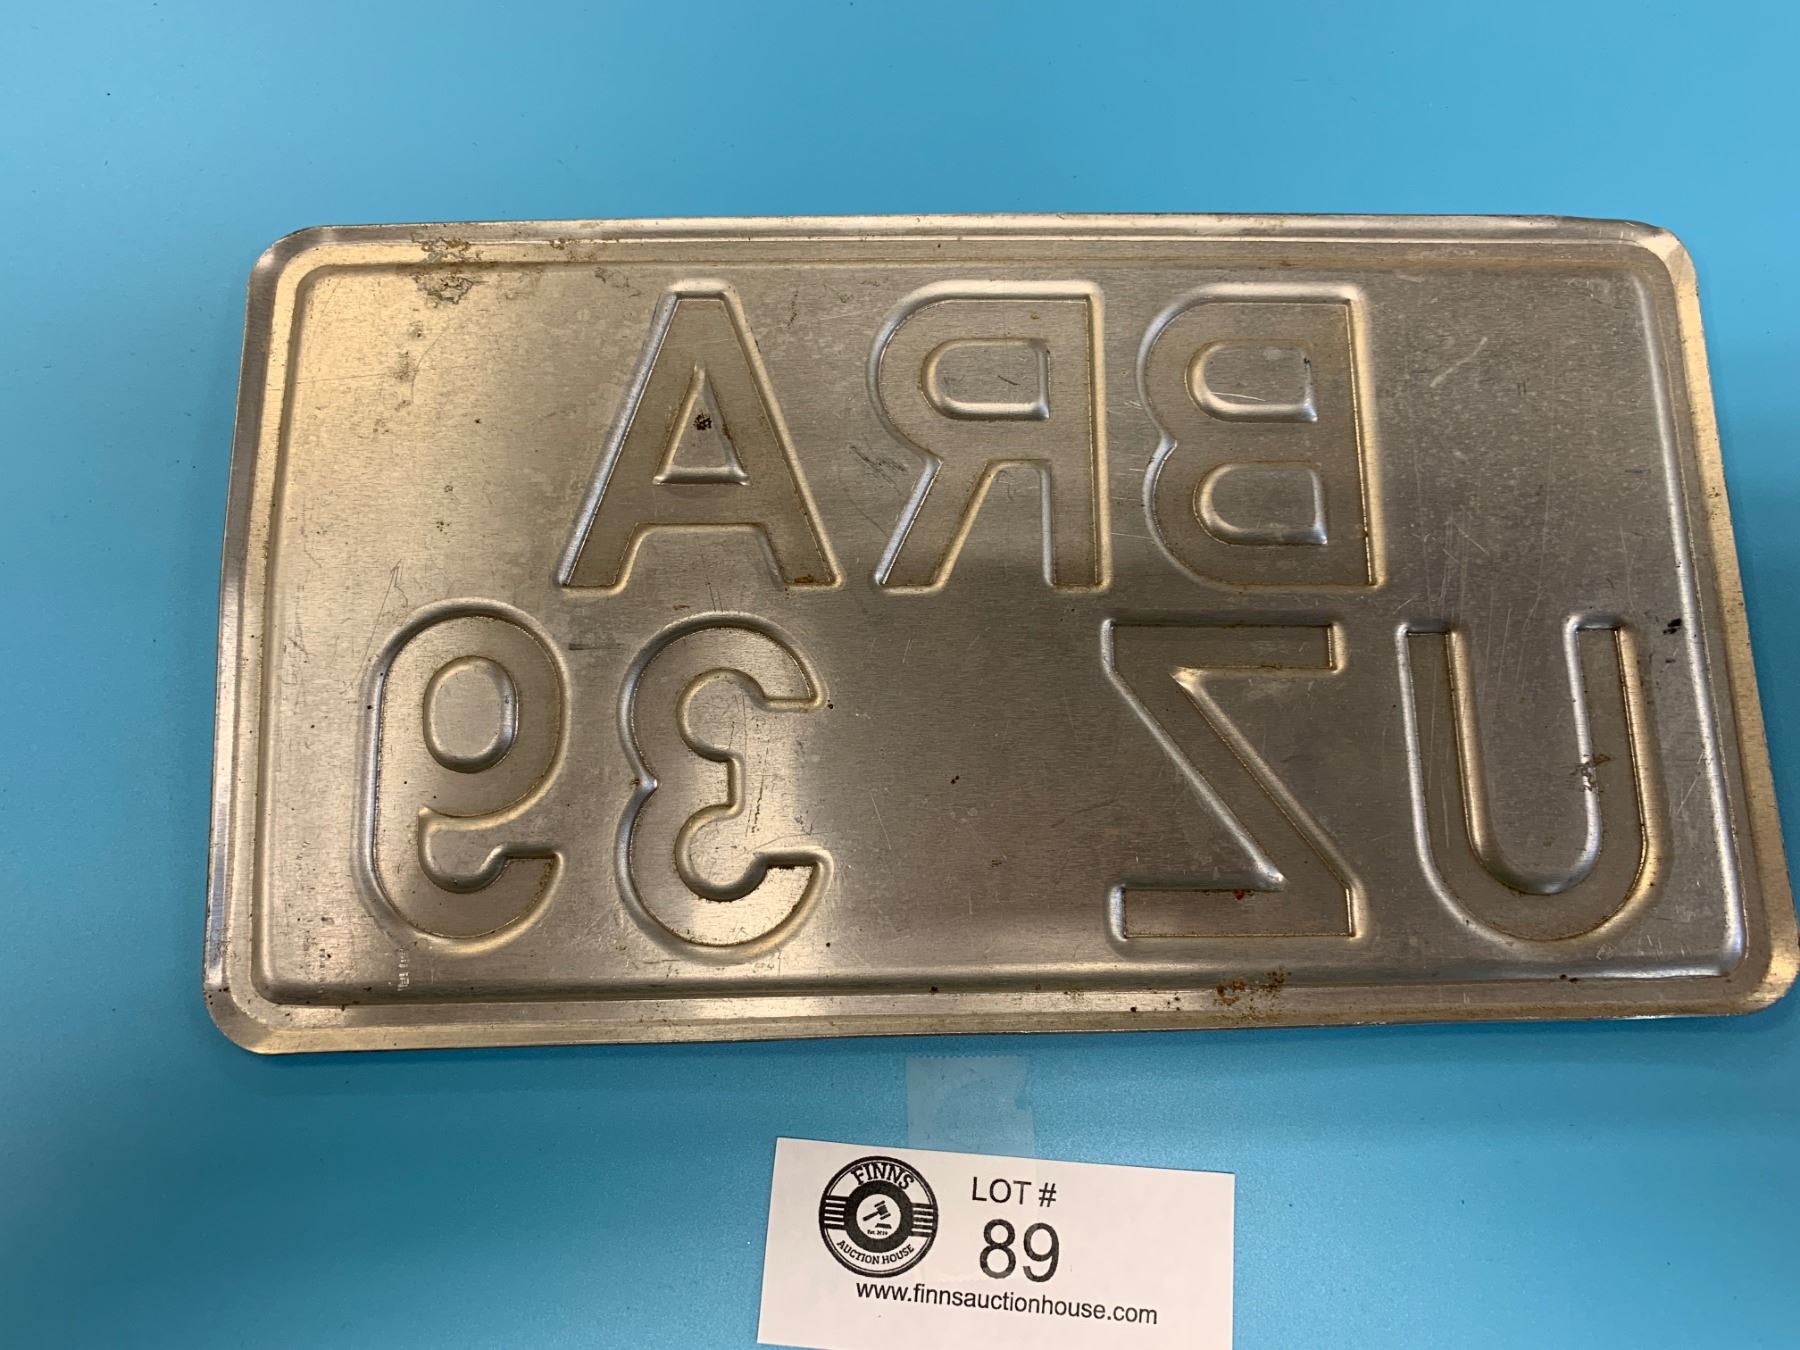 BRA
UZ 39
FINNS
AUCTION HOUSE
LOT #
89
www.finnsauctionhouse.com